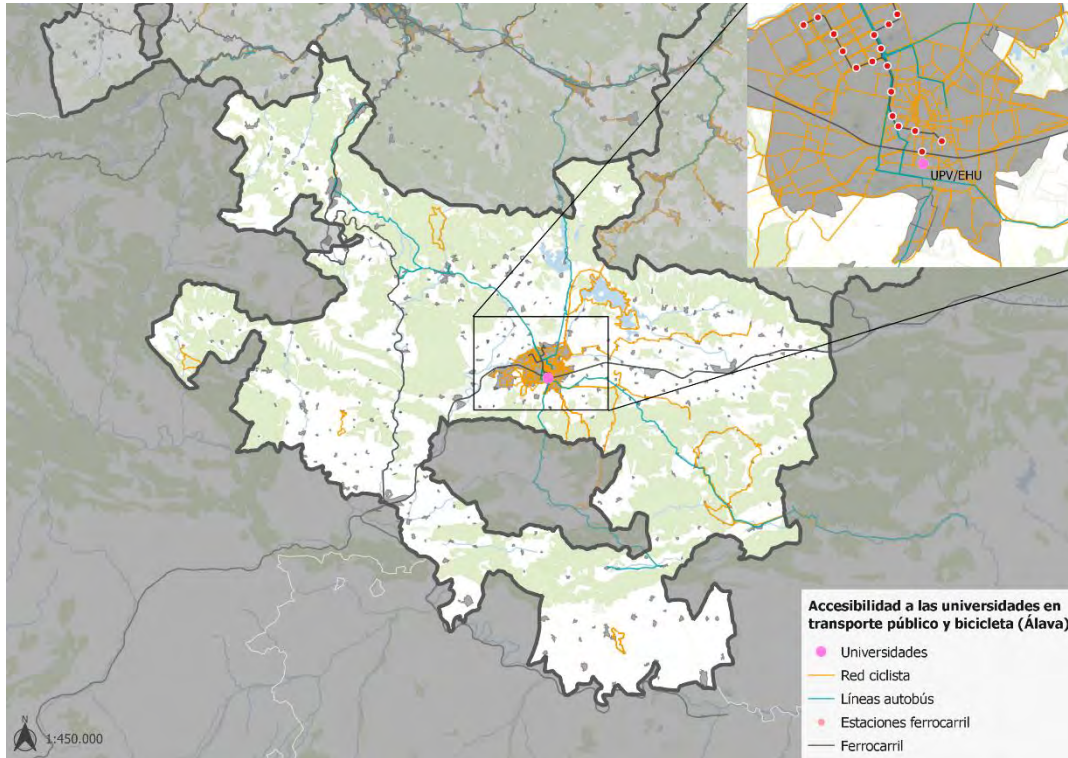 UPV/EHU
Accesibilidad a las universidades en
transporte público y bicicleta (Álava)
Universidades
Red ciclista
Líneas autobús
Estaciones ferrocarril
Ferrocarril
N
1:450.000